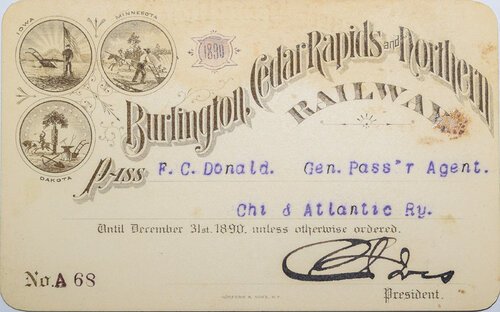 IOWA
MINNESOTA
DAKOTA
1890
Burlington, Cedar Rapids and Northern
RAILWAY.
Pass F. C. Donald. Gen. Pass'r Agent.
Chi & Atlantic Ry.
Until December 31st. 1890, unless otherwise ordered.
No. A 68
President.